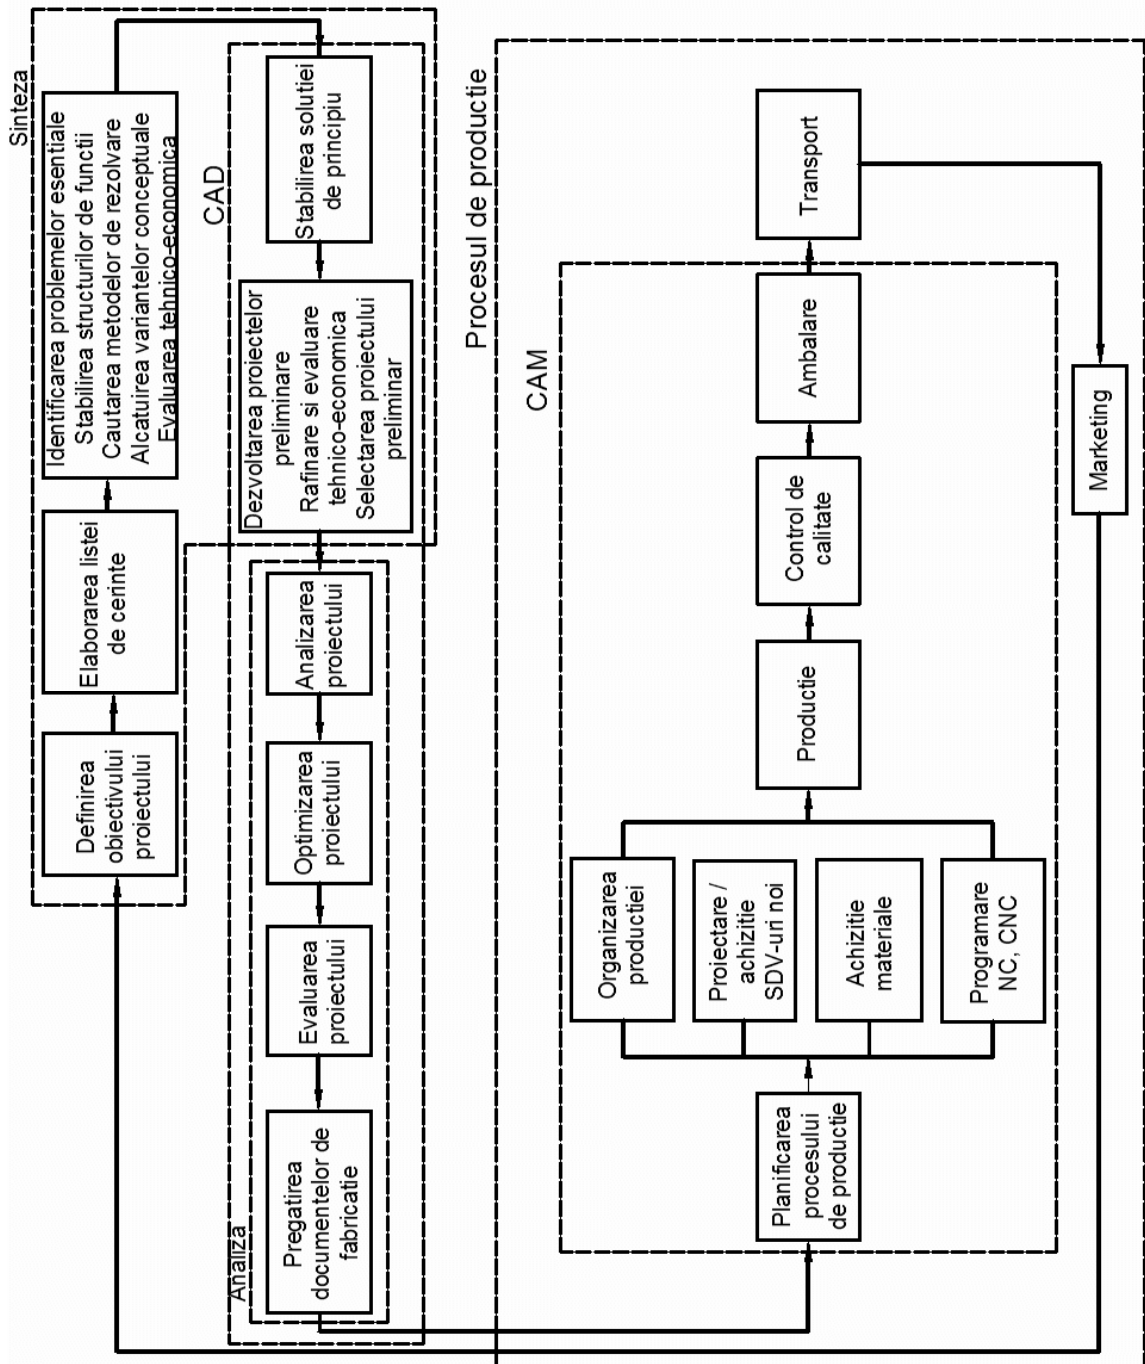 Sinteza
Definirea
obiectivului
proiectului
Elaborarea listei
de cerinte
Identificarea problemelor esentiale
Stabilirea structurilor de functii
Cautarea metodelor de rezolvare
Alcatuirea variantelor conceptuale
Evaluarea tehnico-economica
CAD
Stabilirea solutiei
de principiu
Dezvoltarea proiectelor
preliminare
Rafinare si evaluare
tehnico-economica
Selectarea proiectului
preliminar
Analiza
Analizarea
proiectului
Optimizarea
proiectului
Evaluarea
proiectului
Pregatirea
documentelor de
fabricatie
Procesul de productie
CAM
Planificarea
procesului
de productie
Organizarea
productiei
Proiectare /
achizitie
SDV-uri noi
Achizitie
materiale
Programare
NC, CNC
Productie
Control de
calitate
Ambalare
Transport
Marketing